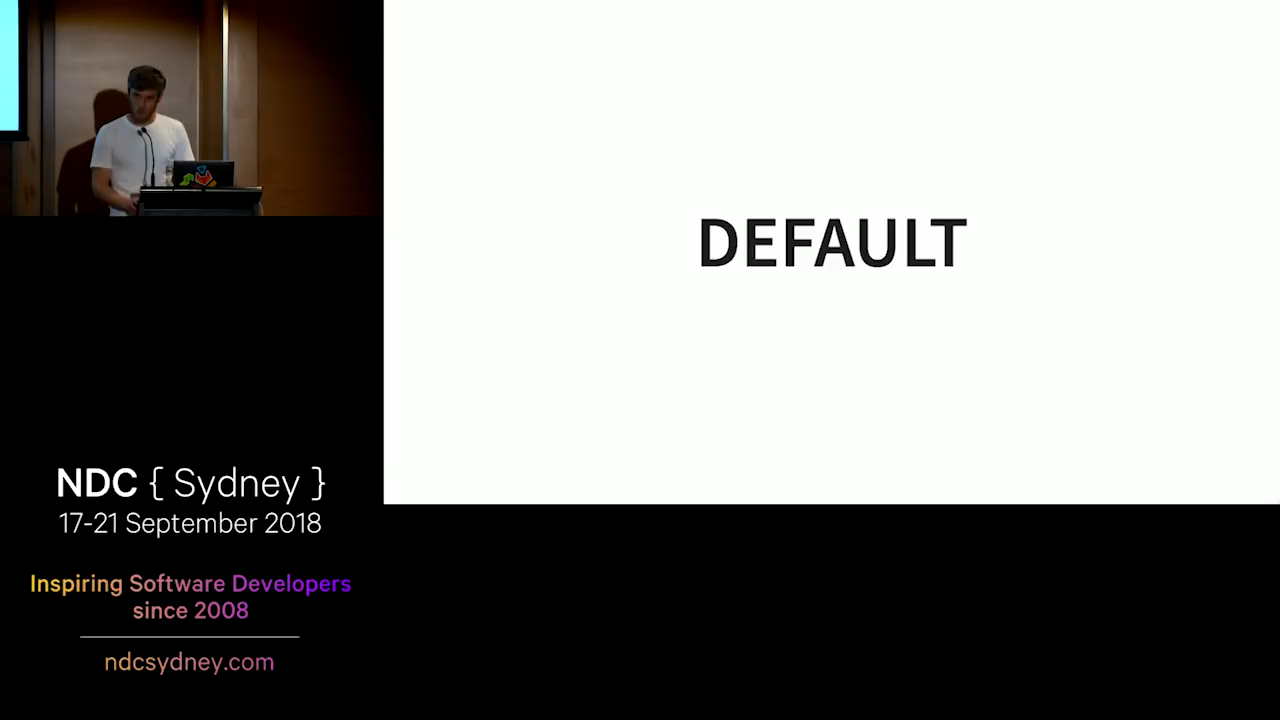 DEFAULT
NDC { Sydney }
17-21 September 2018
Inspiring Software Developers
since 2008
ndcsydney.com